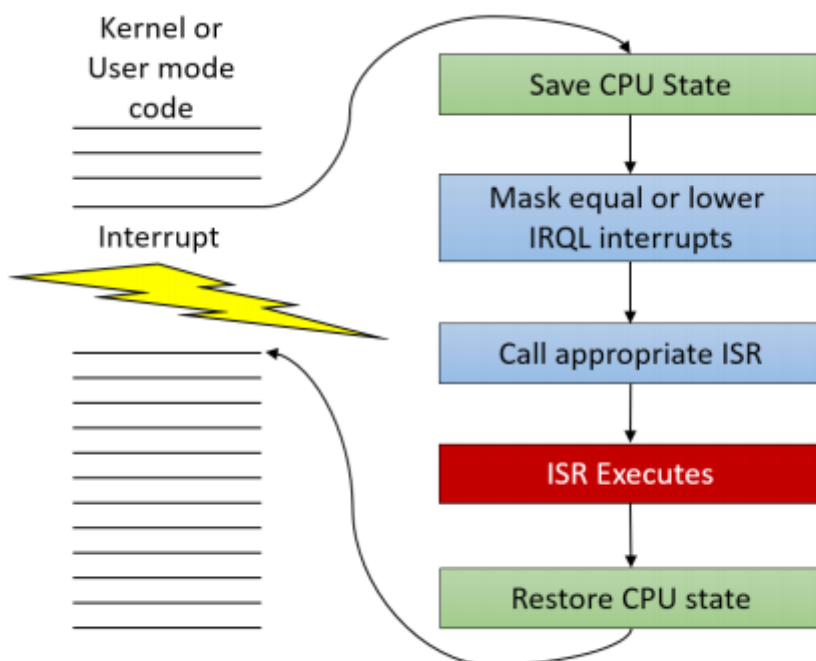 Kernel or
User mode
code
Interrupt
Save CPU State
Mask equal or lower
IRQL interrupts
Call appropriate ISR
ISR Executes
Restore CPU state